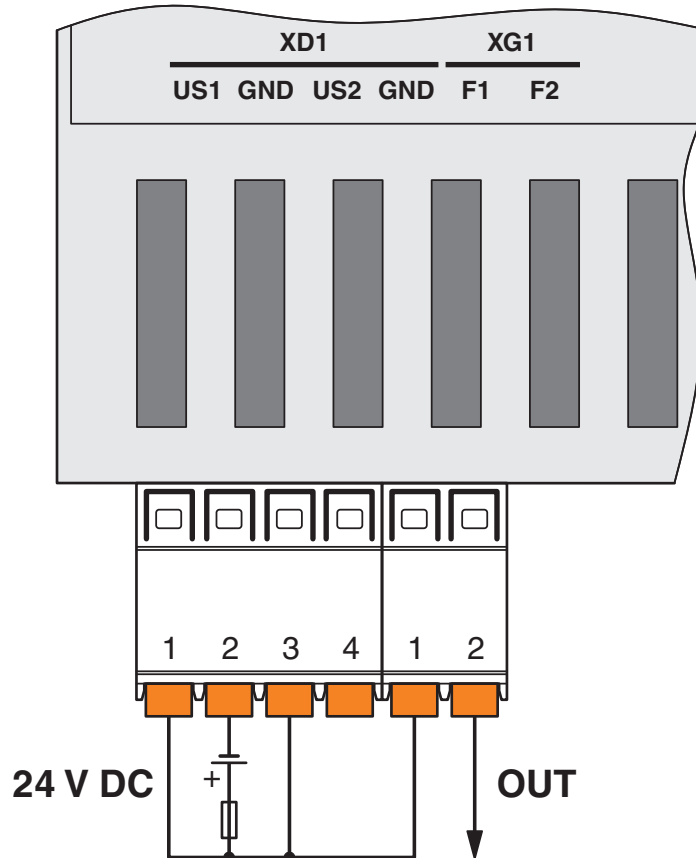 XD1 XG1
US1 GND US2 GND F1 F2
1 2 3 4 1 2
24 V DC + OUT